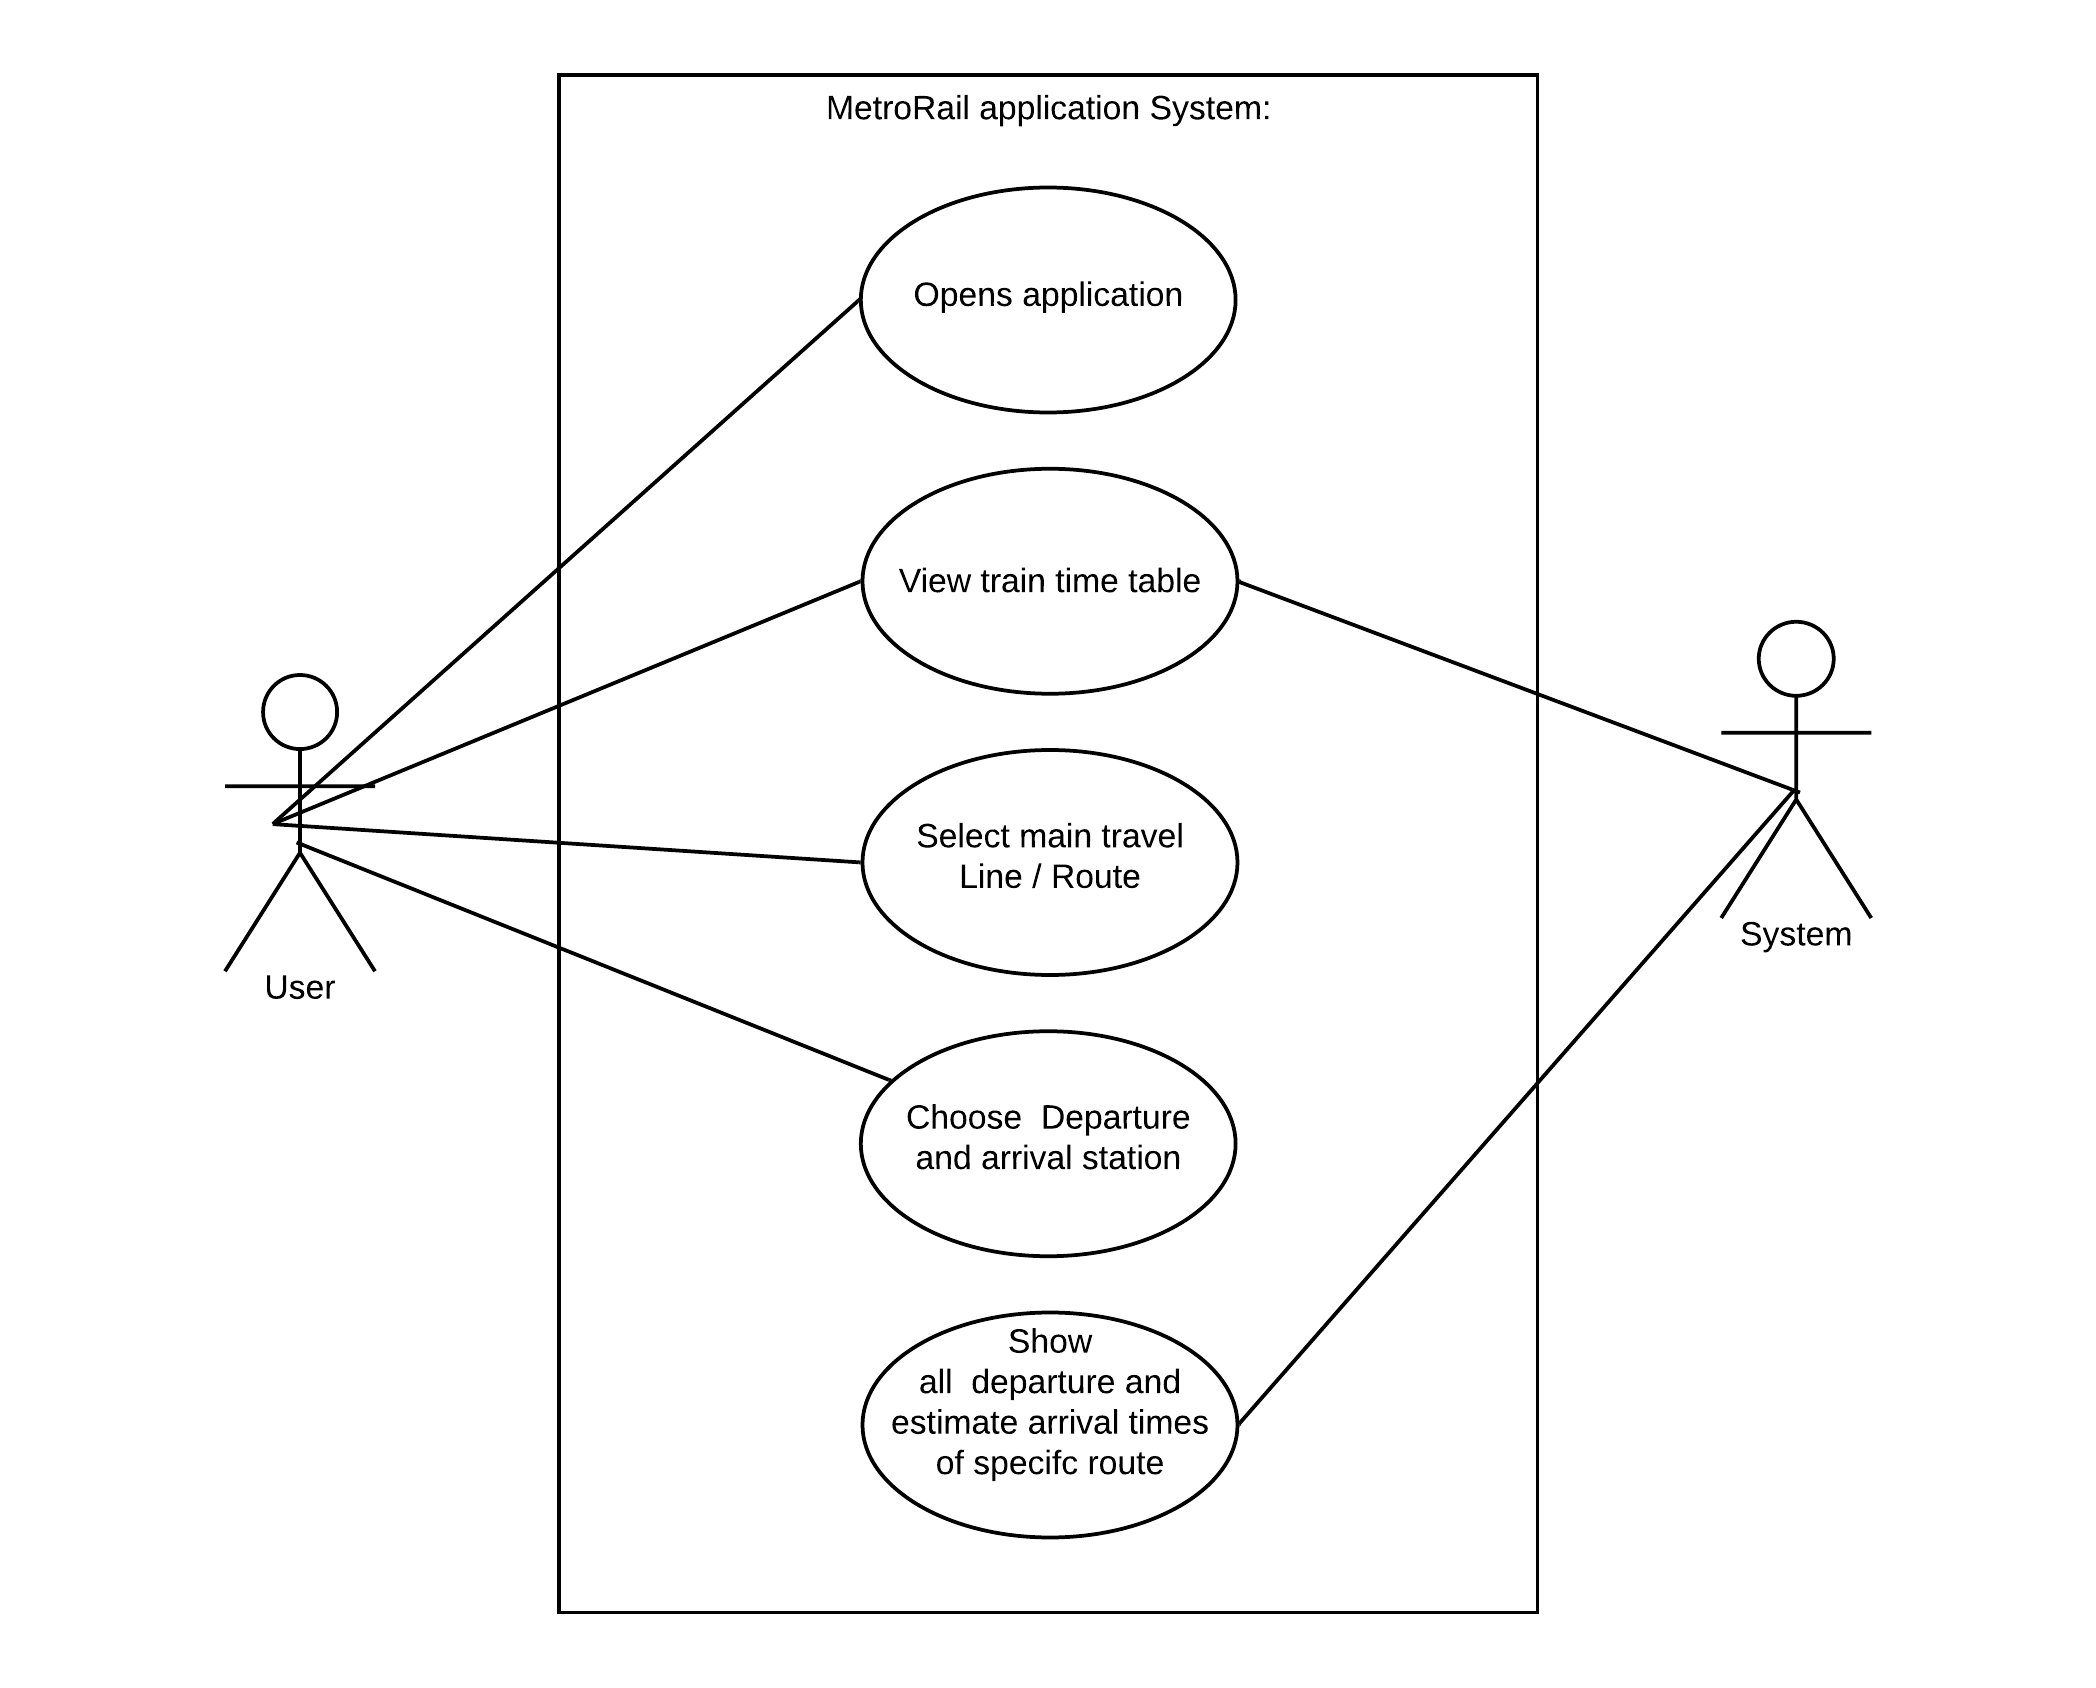 MetroRail application System:
Opens application
View train time table
Select main travel
Line / Route
User
System
Choose  Departure
and arrival station
Show
all  departure and
estimate arrival times
of specifc route